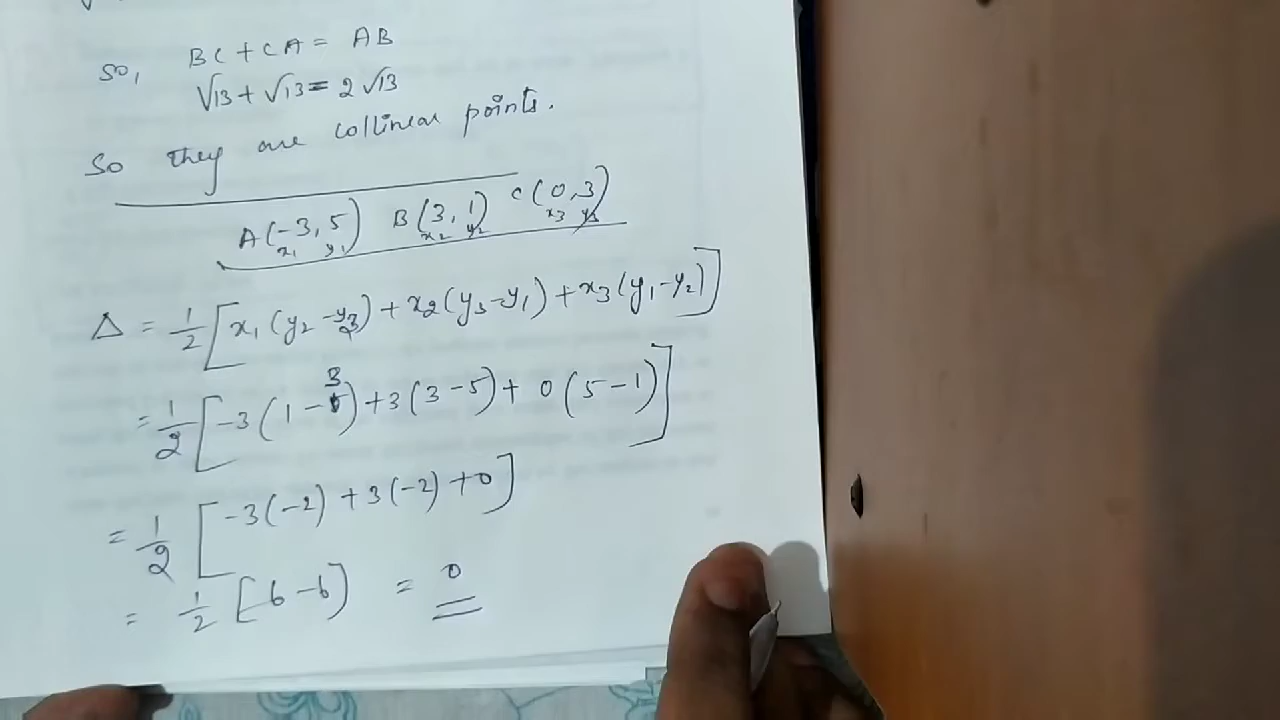 So, BC + CA = AB
√13 + √13 = 2√13
So they are collinear points.
A(-3, 5) B(3, 1) C(0, 3)
x₁ y₁ x₂ y₂ x₃ y₃
Δ = 1/2 [x₁(y₂-y₃) + x₂(y₃-y₁) + x₃(y₁-y₂)]
= 1/2 [-3(1-3) + 3(3-5) + 0(5-1)]
= 1/2 [-3(-2) + 3(-2) + 0]
= 1/2 [6-6] = 0